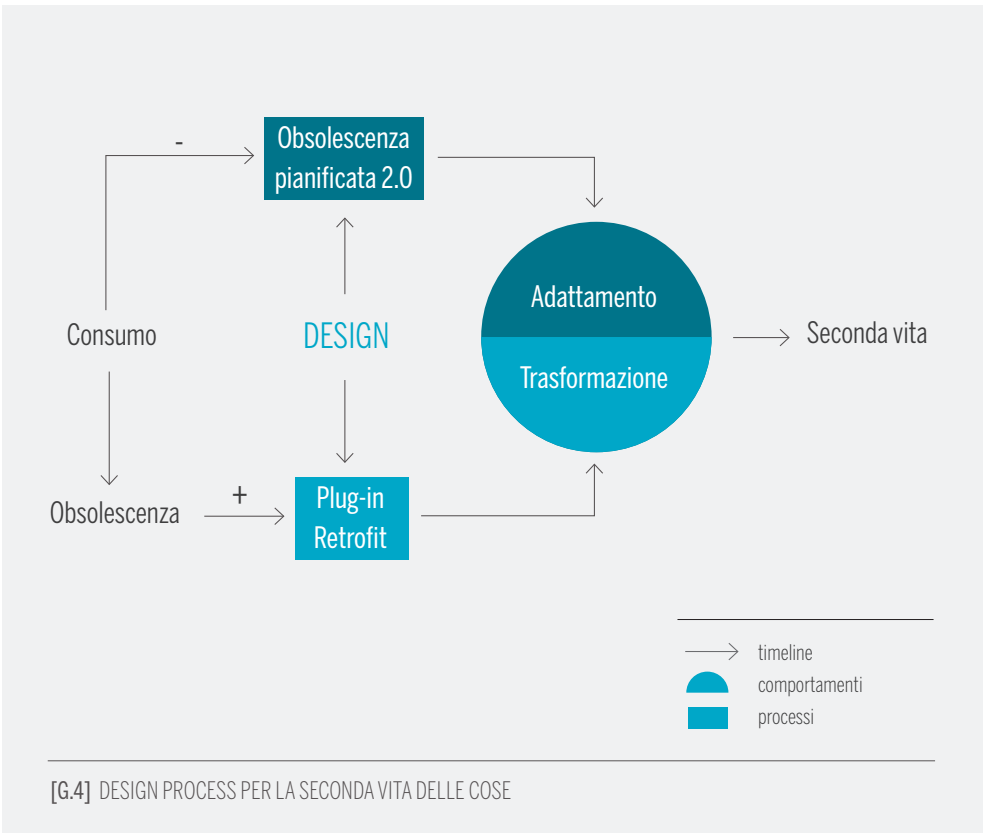 -
Obsolescenza
pianificata 2.0
Consumo
DESIGN
Adattamento
Trasformazione
Seconda vita
Obsolescenza
+
Plug-in
Retrofit
timeline
comportamenti
processi
[G.4] DESIGN PROCESS PER LA SECONDA VITA DELLE COSE